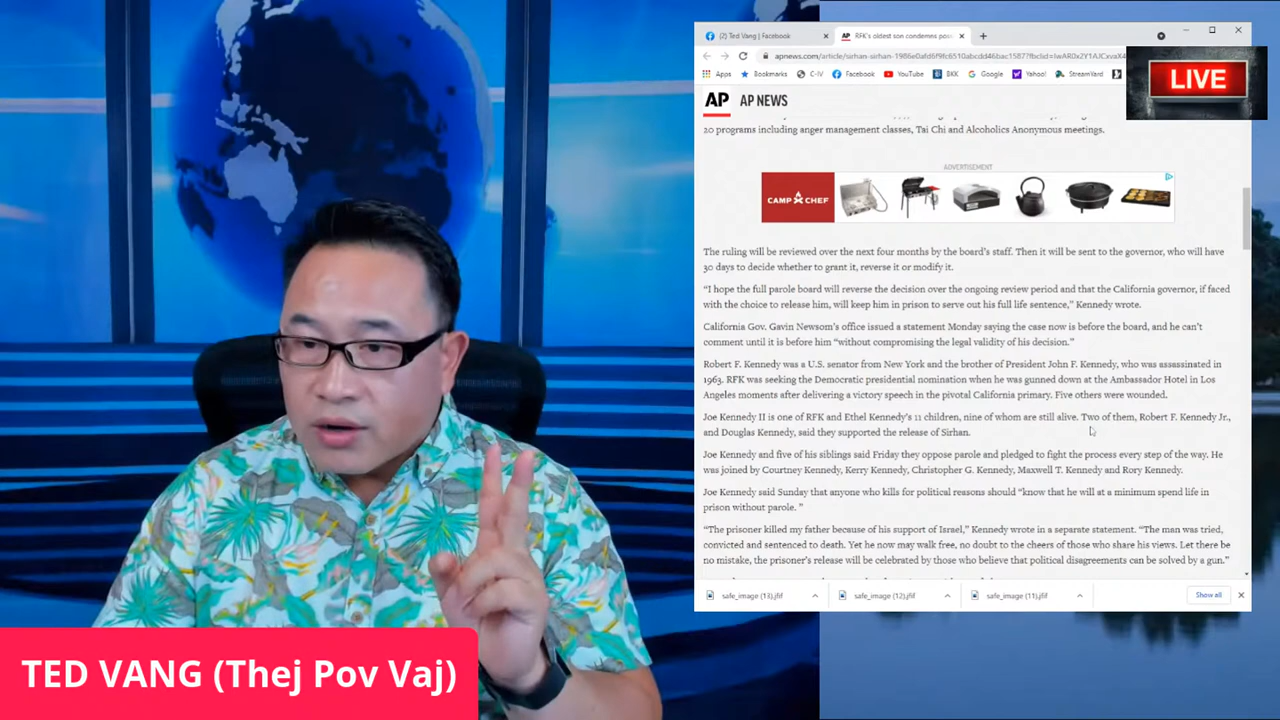 (2) Ted Vang | Facebook
RFK's oldest son condemns poss
Apps
Bookmarks
C-IV
Facebook
YouTube
BKK
Google
Yahoo!
StreamYard
LIVE
AP AP NEWS
20 programs including anger management classes, Tai Chi and Alcoholics Anonymous meetings.
ADVERTISEMENT
CAMP CHEF
The ruling will be reviewed over the next four months by the board's staff. Then it will be sent to the governor, who will have
30 days to decide whether to grant it, reverse it or modify it.
“I hope the full parole board will reverse the decision over the ongoing review period and that the California governor, if faced
with the choice to release him, will keep him in prison to serve out his full life sentence,” Kennedy wrote.
California Gov. Gavin Newsom’s office issued a statement Monday saying the case now is before the board, and he can’t
comment until it is before him “without compromising the legal validity of his decision.”
Robert F. Kennedy was a U.S. senator from New York and the brother of President John F. Kennedy, who was assassinated in
1963. RFK was seeking the Democratic presidential nomination when he was gunned down at the Ambassador Hotel in Los
Angeles moments after delivering a victory speech in the pivotal California primary. Five others were wounded.
Joe Kennedy II is one of RFK and Ethel Kennedy’s 11 children, nine of whom are still alive. Two of them, Robert F. Kennedy Jr.,
and Douglas Kennedy, said they supported the release of Sirhan.
Joe Kennedy and five of his siblings said Friday they oppose parole and pledged to fight the process every step of the way. He
was joined by Courtney Kennedy, Kerry Kennedy, Christopher G. Kennedy, Maxwell T. Kennedy and Rory Kennedy.
Joe Kennedy said Sunday that anyone who kills for political reasons should “know that he will at a minimum spend life in
prison without parole. ”
“The prisoner killed my father because of his support of Israel,” Kennedy wrote in a separate statement. “The man was tried,
convicted and sentenced to death. Yet he now may walk free, no doubt to the cheers of those who share his views. Let there be
no mistake, the prisoner’s release will be celebrated by those who believe that political disagreements can be solved by a gun.”
safe_image (13).jfif
safe_image (12).jfif
safe_image (11).jfif
Show all
TED VANG (Thej Pov Vaj)